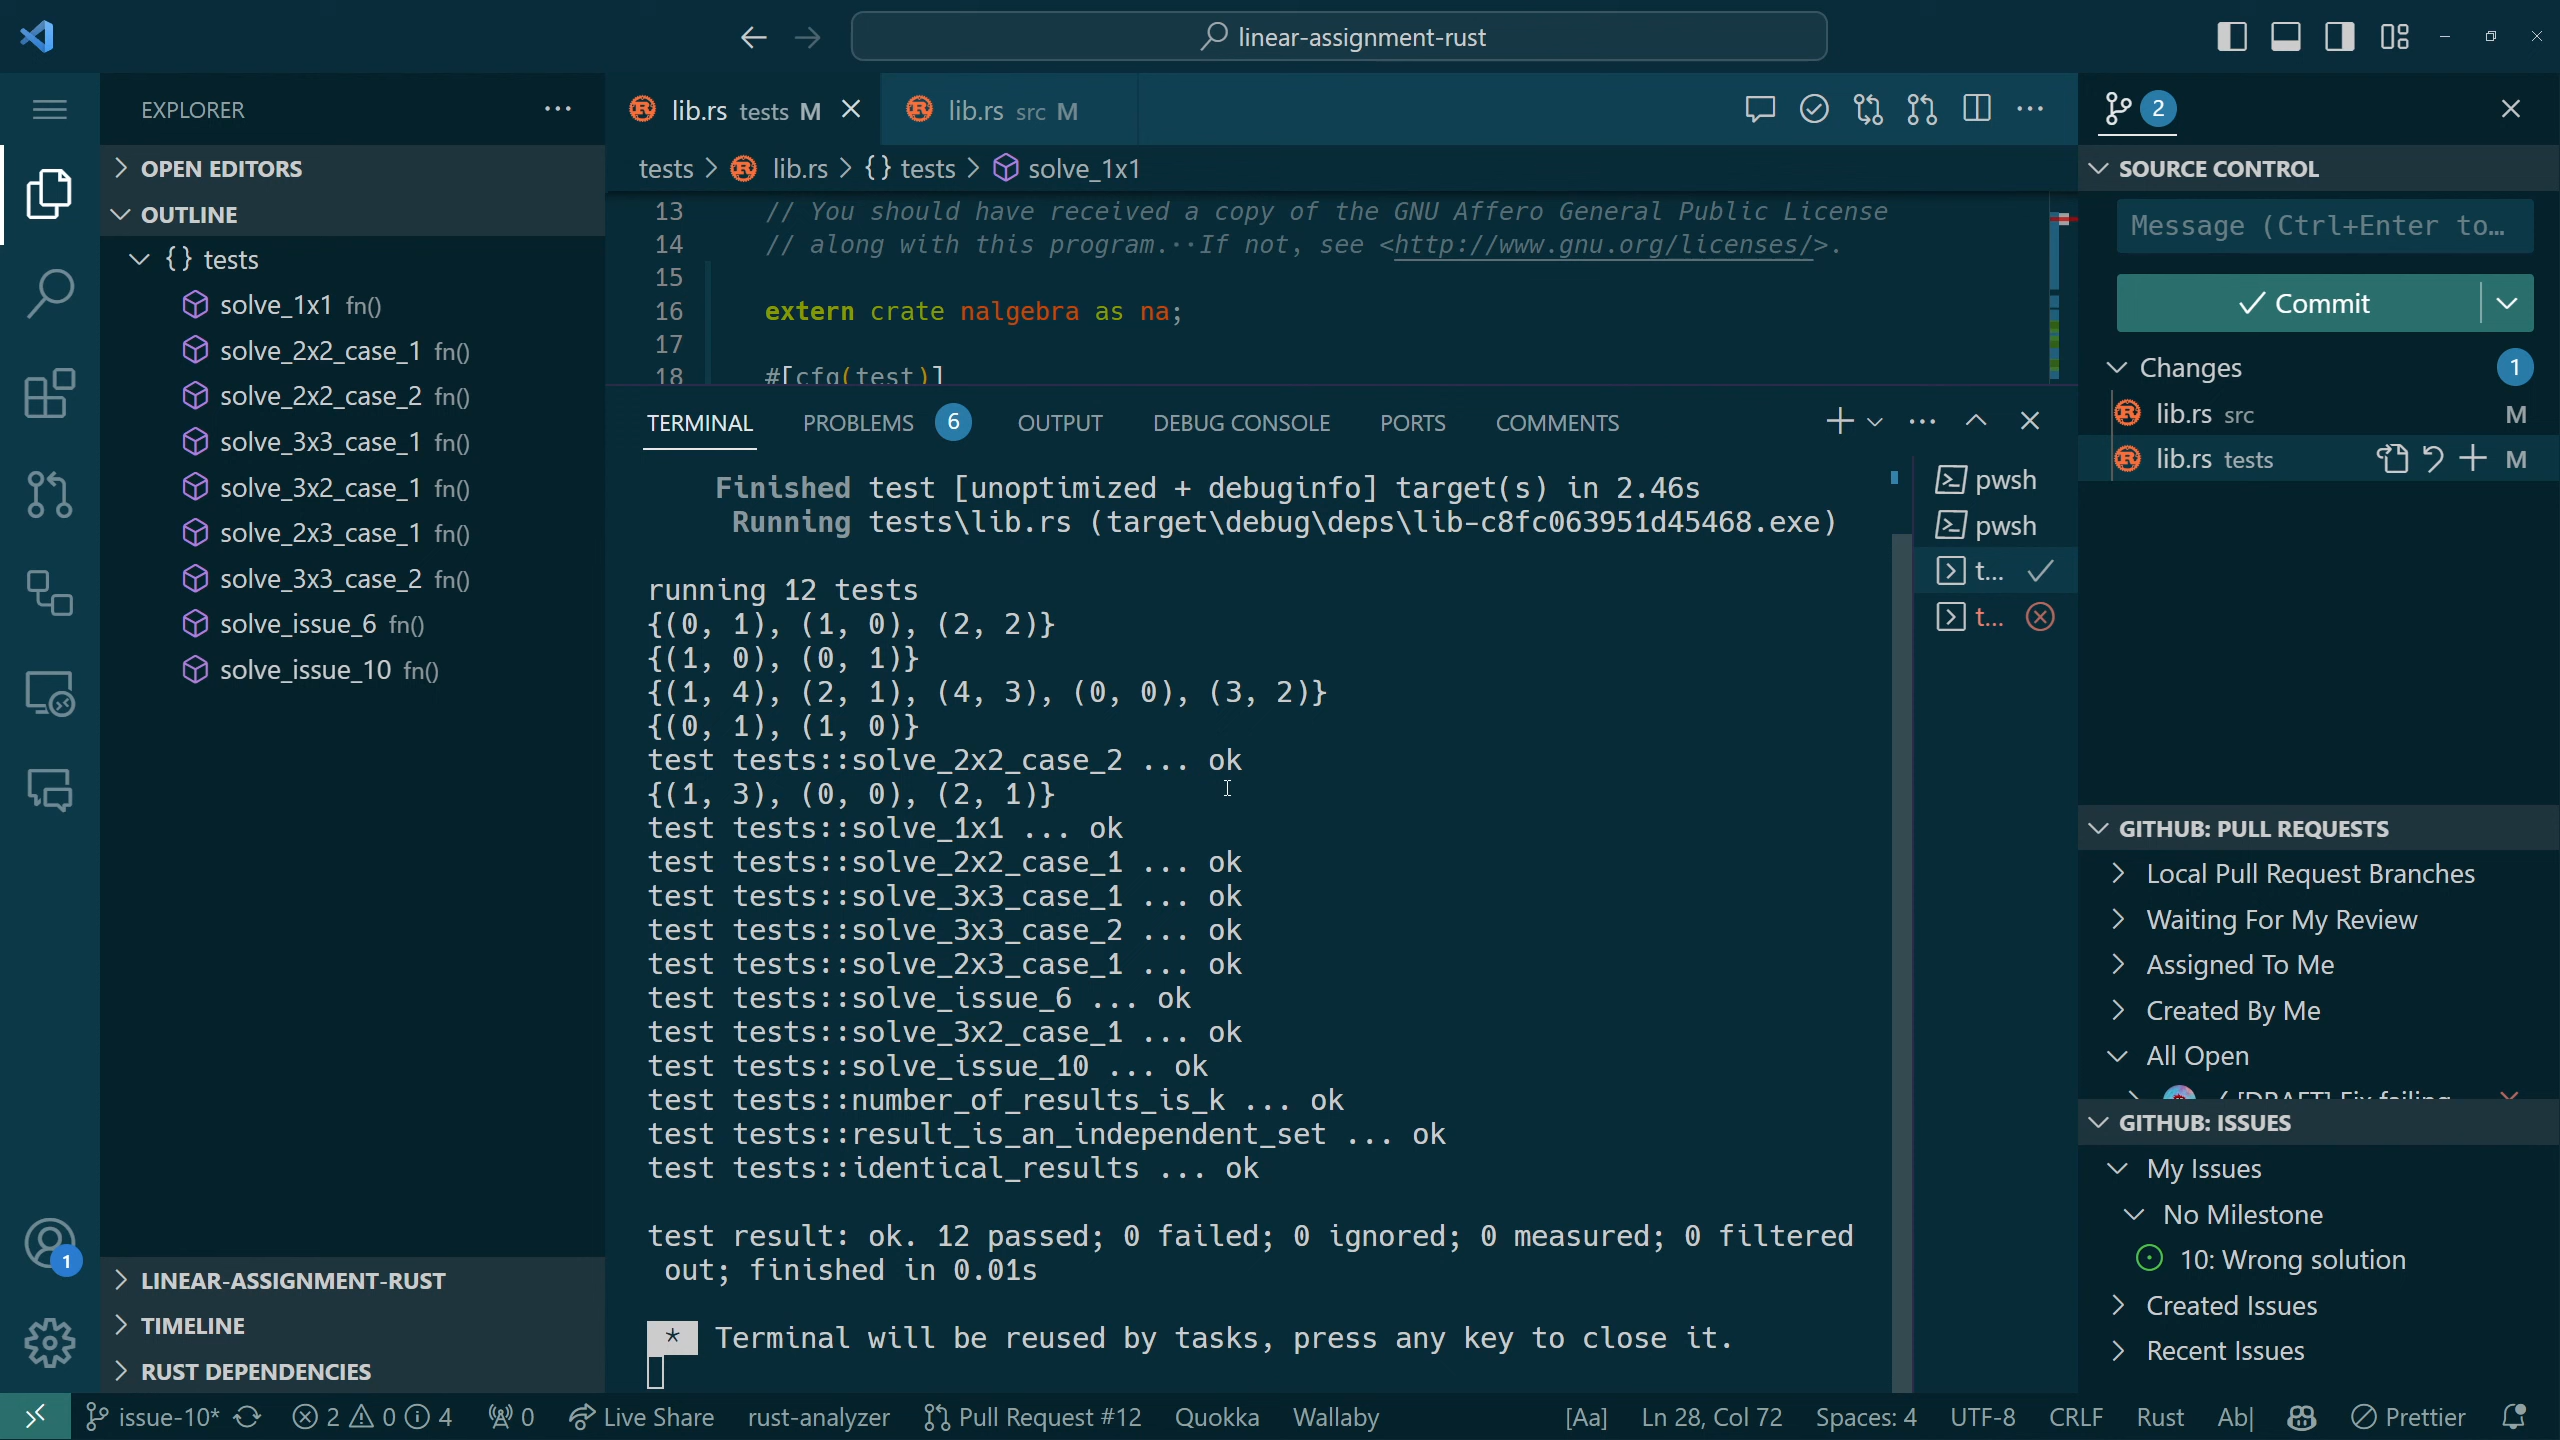 linear-assignment-rust
EXPLORER
OPEN EDITORS
OUTLINE
{} tests
solve_1x1 fn()
solve_2x2_case_1 fn()
solve_2x2_case_2 fn()
solve_3x3_case_1 fn()
solve_3x2_case_1 fn()
solve_2x3_case_1 fn()
solve_3x3_case_2 fn()
solve_issue_6 fn()
solve_issue_10 fn()
LINEAR-ASSIGNMENT-RUST
TIMELINE
RUST DEPENDENCIES
1
lib.rs tests M
lib.rs src M
tests > lib.rs > {} tests > solve_1x1
13 // You should have received a copy of the GNU Affero General Public License
14 // along with this program.··If not, see <http://www.gnu.org/licenses/>.
15
16 extern crate nalgebra as na;
17
18 #[cfg(test)]
TERMINAL PROBLEMS 6 OUTPUT DEBUG CONSOLE PORTS COMMENTS
Finished test [unoptimized + debuginfo] target(s) in 2.46s
Running tests\lib.rs (target\debug\deps\lib-c8fc063951d45468.exe)
running 12 tests
{(0, 1), (1, 0), (2, 2)}
{(1, 0), (0, 1)}
{(1, 4), (2, 1), (4, 3), (0, 0), (3, 2)}
{(0, 1), (1, 0)}
test tests::solve_2x2_case_2 ... ok
{(1, 3), (0, 0), (2, 1)}
test tests::solve_1x1 ... ok
test tests::solve_2x2_case_1 ... ok
test tests::solve_3x3_case_1 ... ok
test tests::solve_3x3_case_2 ... ok
test tests::solve_2x3_case_1 ... ok
test tests::solve_issue_6 ... ok
test tests::solve_3x2_case_1 ... ok
test tests::solve_issue_10 ... ok
test tests::number_of_results_is_k ... ok
test tests::result_is_an_independent_set ... ok
test tests::identical_results ... ok
test result: ok. 12 passed; 0 failed; 0 ignored; 0 measured; 0 filtered
out; finished in 0.01s
* Terminal will be reused by tasks, press any key to close it.
pwsh
pwsh
t...
t...
2
SOURCE CONTROL
Message (Ctrl+Enter to...
Commit
Changes 1
lib.rs src M
lib.rs tests M
GITHUB: PULL REQUESTS
Local Pull Request Branches
Waiting For My Review
Assigned To Me
Created By Me
All Open
[DRAFT] Fix failing
GITHUB: ISSUES
My Issues
No Milestone
10: Wrong solution
Created Issues
Recent Issues
issue-10* 2 0 4 0 Live Share rust-analyzer Pull Request #12 Quokka Wallaby [Aa] Ln 28, Col 72 Spaces: 4 UTF-8 CRLF Rust Ab| Prettier